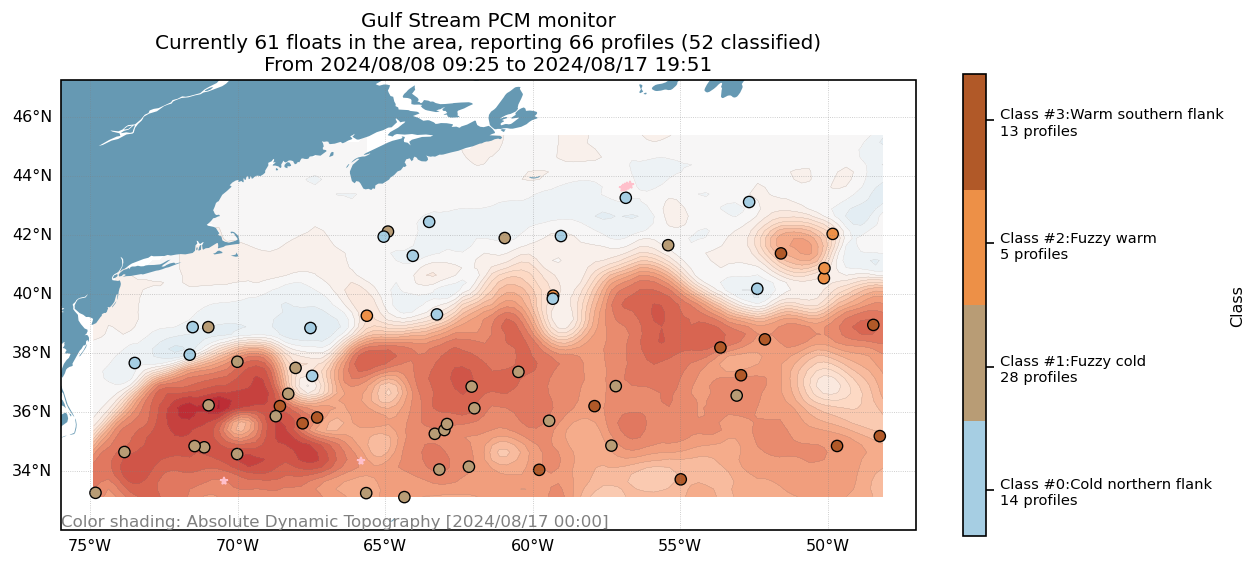 Gulf Stream PCM monitor
Currently 61 floats in the area, reporting 66 profiles (52 classified)
From 2024/08/08 09:25 to 2024/08/17 19:51
46°N
44°N
42°N
40°N
38°N
36°N
34°N
Color shading: Absolute Dynamic Topography [2024/08/17 00:00]
75°W
70°W
65°W
60°W
55°W
50°W
Class #3:Warm southern flank
13 profiles
Class #2:Fuzzy warm
5 profiles
Class #1:Fuzzy cold
28 profiles
Class #0:Cold northern flank
14 profiles
Class